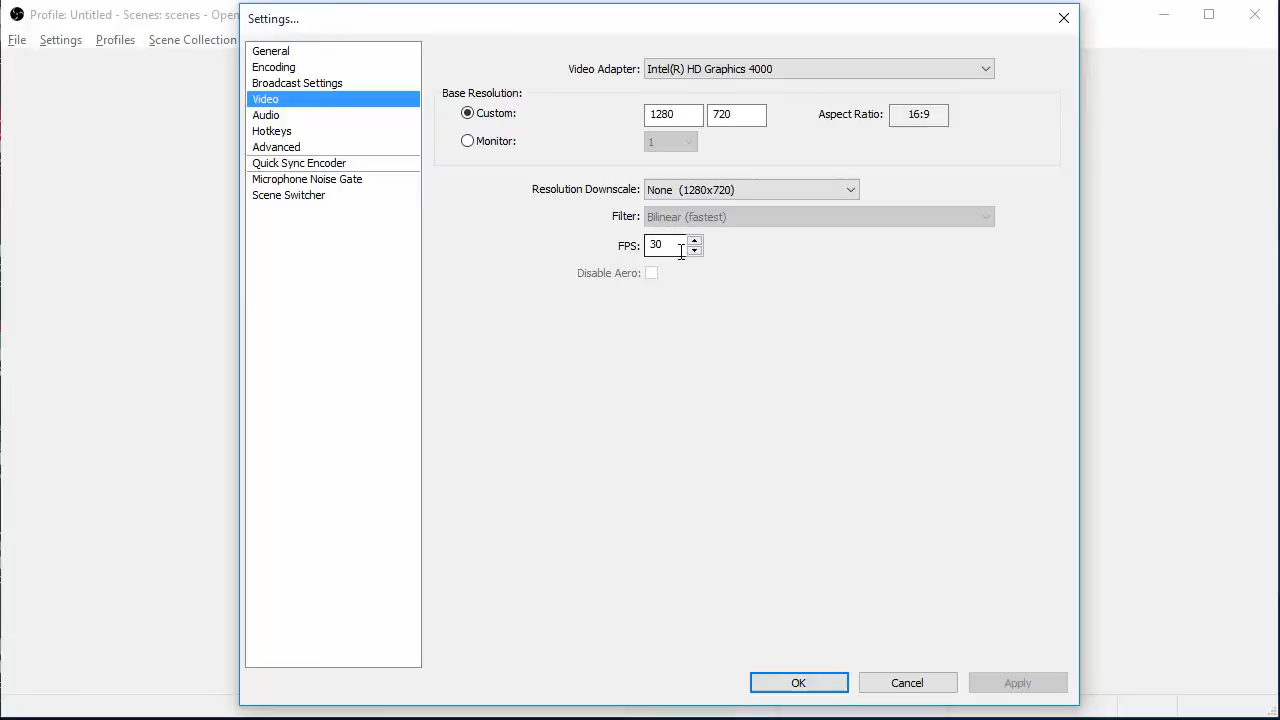 Profile: Untitled - Scenes: scenes - Open
Settings...
File Settings Profiles Scene Collection
General
Encoding
Broadcast Settings
Video
Audio
Hotkeys
Advanced
Quick Sync Encoder
Microphone Noise Gate
Scene Switcher
Video Adapter: Intel(R) HD Graphics 4000
Base Resolution:
Custom: 1280 720 Aspect Ratio: 16:9
Monitor: 1
Resolution Downscale: None (1280x720)
Filter: Bilinear (fastest)
FPS: 30
Disable Aero:
OK Cancel Apply